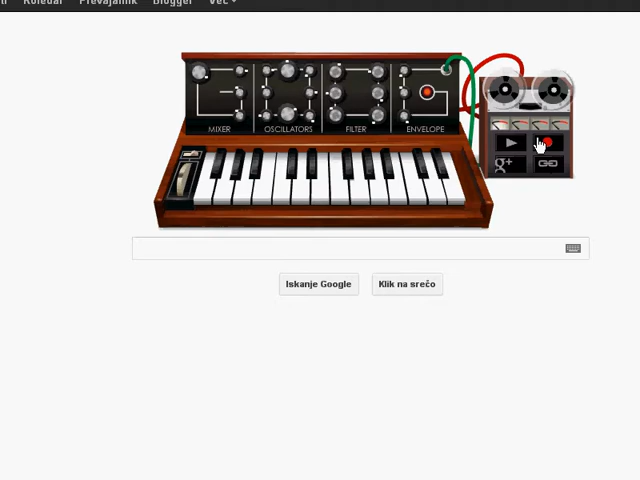 Koledar Prevajalnik Blogger Več
MIXER OSCILLATORS FILTER ENVELOPE
g+
Iskanje Google Klik na srečo